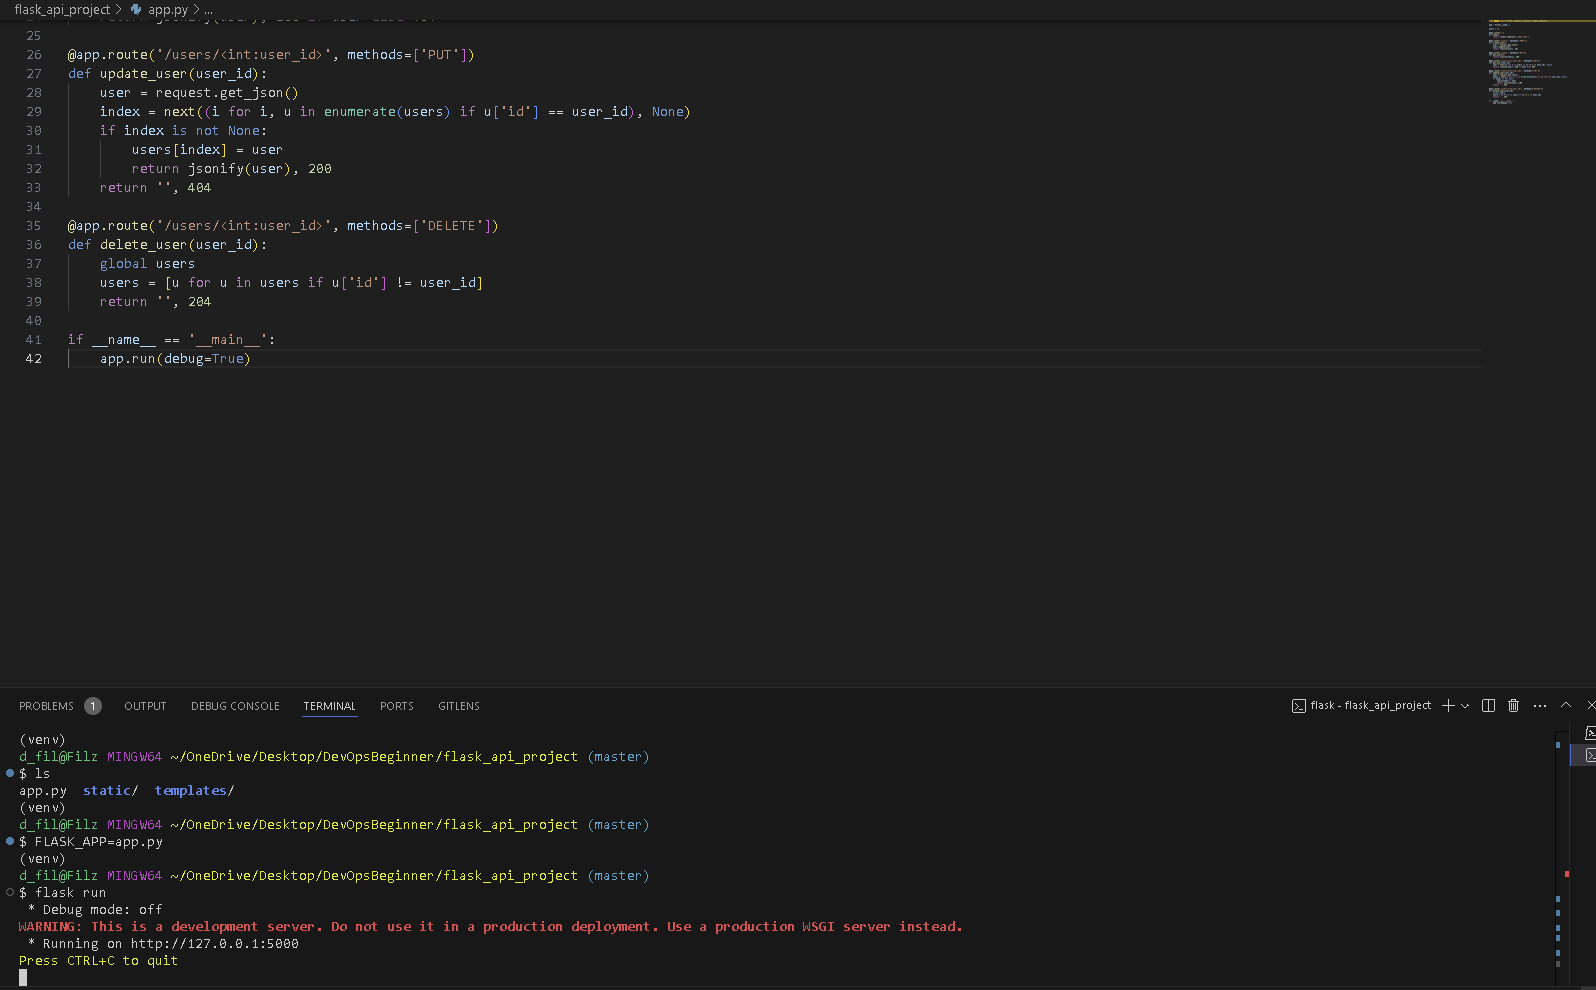 flask_api_project > app.py > ...
25
26 @app.route('/users/<int:user_id>', methods=['PUT'])
27 def update_user(user_id):
28     user = request.get_json()
29     index = next((i for i, u in enumerate(users) if u['id'] == user_id), None)
30     if index is not None:
31         users[index] = user
32         return jsonify(user), 200
33     return '', 404
34
35 @app.route('/users/<int:user_id>', methods=['DELETE'])
36 def delete_user(user_id):
37     global users
38     users = [u for u in users if u['id'] != user_id]
39     return '', 204
40
41 if __name__ == '__main__':
42     app.run(debug=True)
PROBLEMS 1 OUTPUT DEBUG CONSOLE TERMINAL PORTS GITLENS flask - flask_api_project
(venv)
d_fil@Filz MINGW64 ~/OneDrive/Desktop/DevOpsBeginner/flask_api_project (master)
$ ls
app.py static/ templates/
(venv)
d_fil@Filz MINGW64 ~/OneDrive/Desktop/DevOpsBeginner/flask_api_project (master)
$ FLASK_APP=app.py
(venv)
d_fil@Filz MINGW64 ~/OneDrive/Desktop/DevOpsBeginner/flask_api_project (master)
$ flask run
* Debug mode: off
WARNING: This is a development server. Do not use it in a production deployment. Use a production WSGI server instead.
* Running on http://127.0.0.1:5000
Press CTRL+C to quit